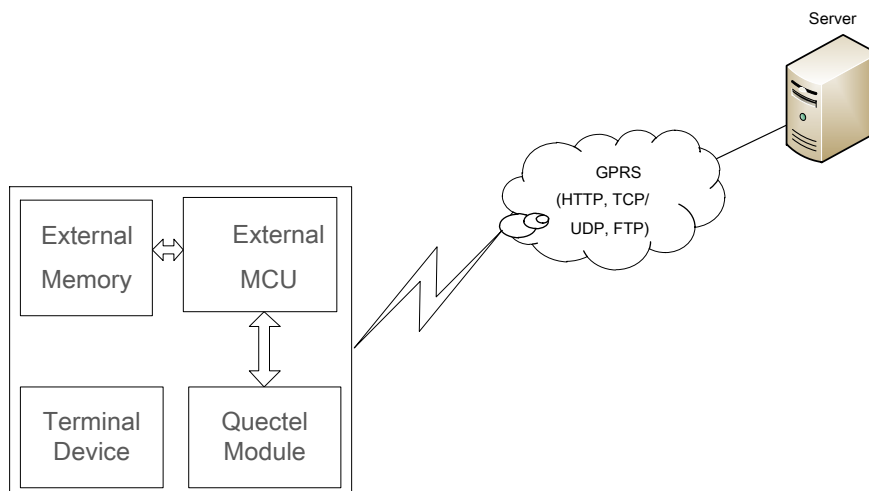 Server
GPRS
(HTTP, TCP/
UDP, FTP)
External
Memory
External
MCU
Terminal
Device
Quectel
Module